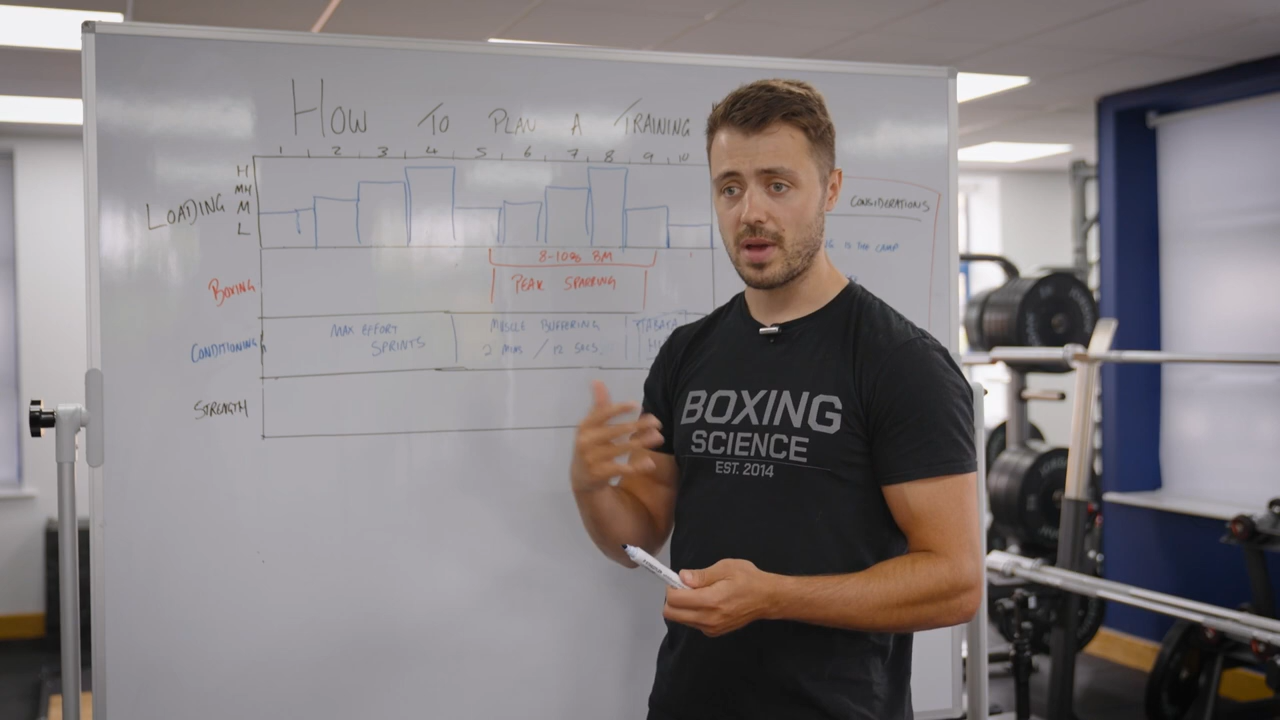 HOW TO PLAN A TRAINING
1 2 3 4 5 6 7 8 9 10
H
MH
M
L
LOADING
CONSIDERATIONS
IS THE CAMP
8-10% BM
BOXING
PEAK SPARRING
CONDITIONING
MAX EFFORT
SPRINTS
MUSCLE BUFFERING
2 MINS / 12 SECS.
TABATA
STRENGTH
BOXING
SCIENCE
EST. 2014